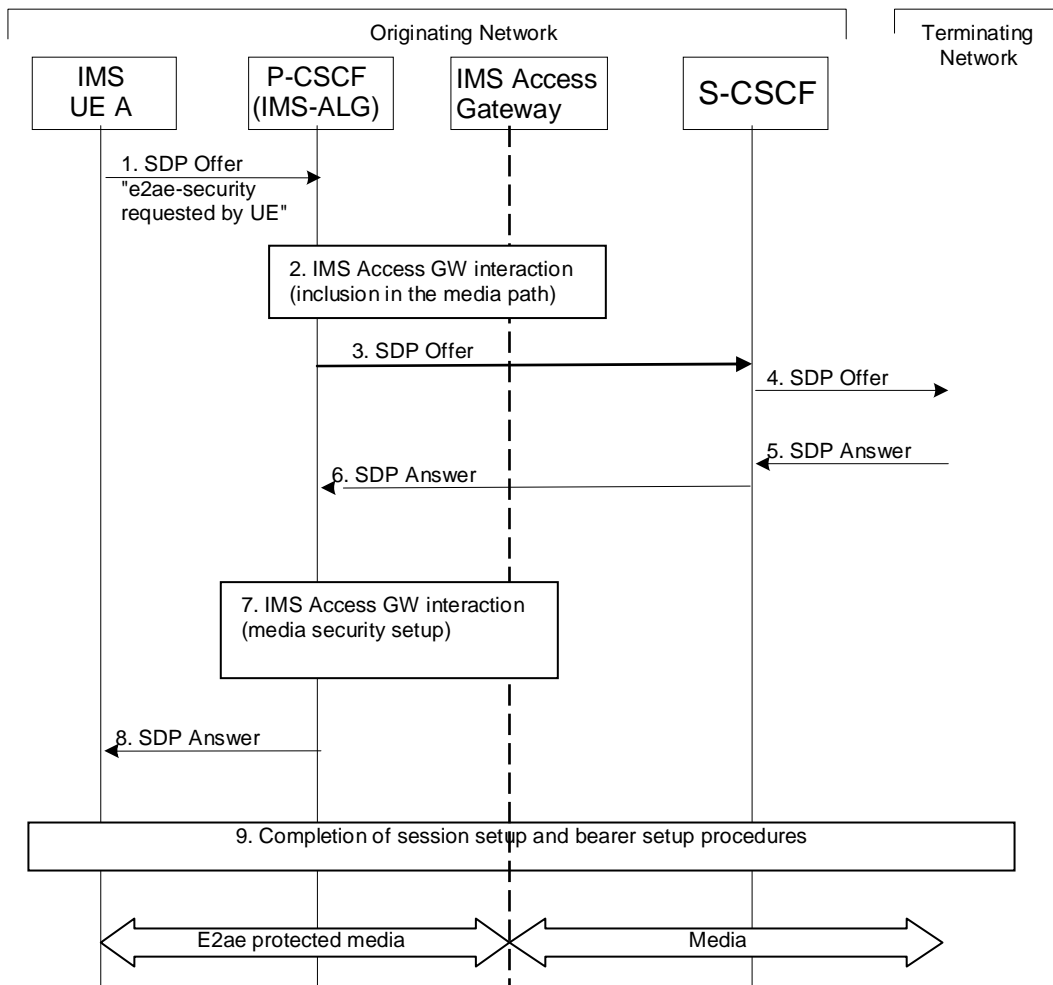 Originating Network
Terminating
Network
IMS
UE A
P-CSCF
(IMS-ALG)
IMS Access
Gateway
S-CSCF
1. SDP Offer
"e2ae-security
requested by UE"
2. IMS Access GW interaction
(inclusion in the media path)
3. SDP Offer
4. SDP Offer
5. SDP Answer
6. SDP Answer
7. IMS Access GW interaction
(media security setup)
8. SDP Answer
9. Completion of session setup and bearer setup procedures
E2ae protected media
Media